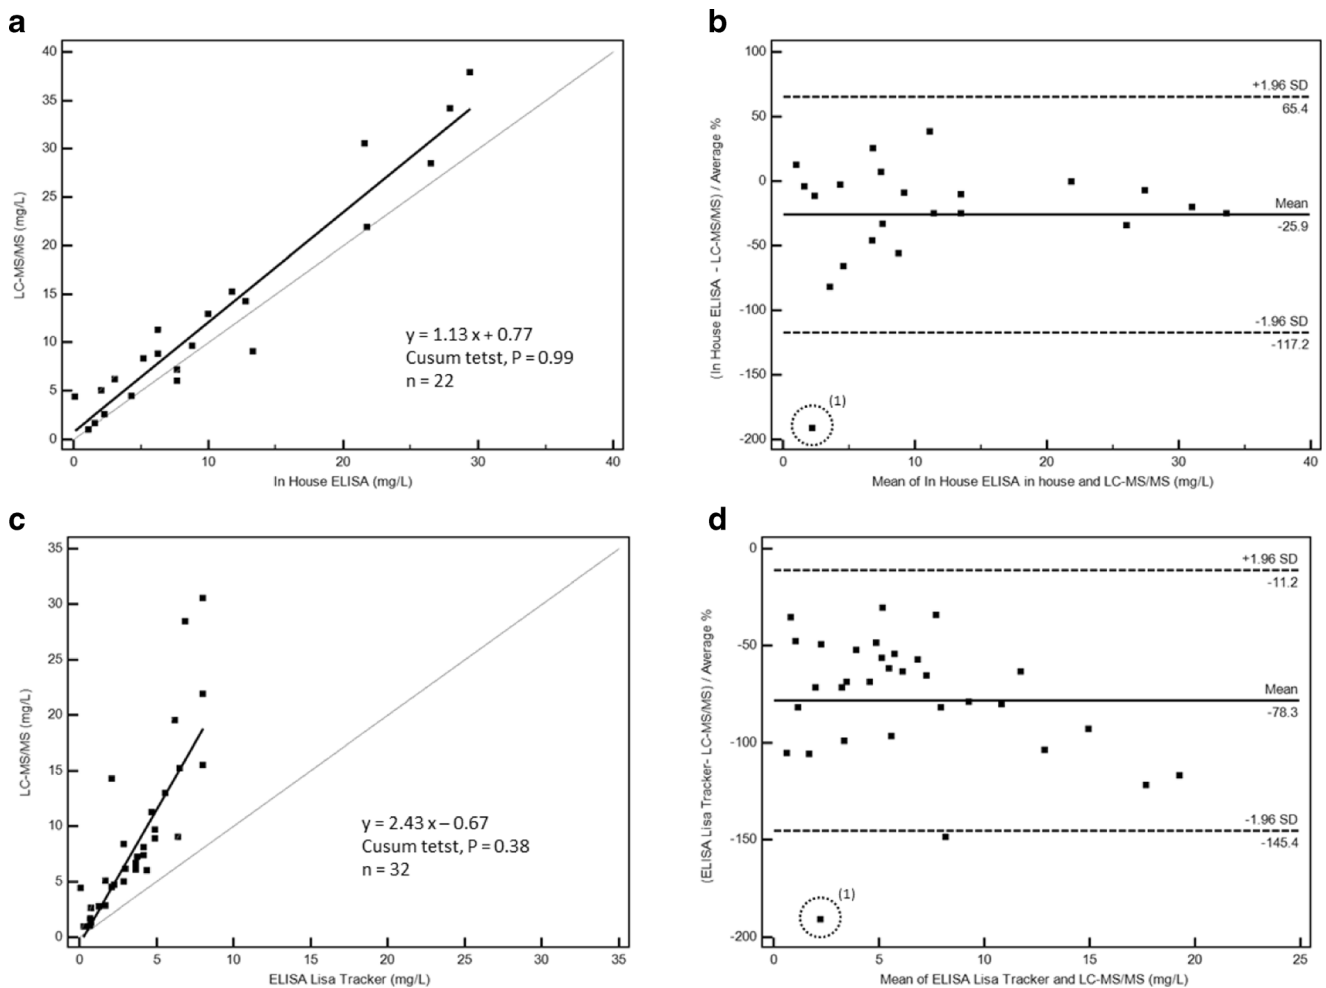 a
40
35
30
25
20
15
10
5
0
LC-MS/MS (mg/L)
y = 1.13 x + 0.77
Cusum tetst, P = 0.99
n = 22
0 10 20 30 40
In House ELISA (mg/L)
b
100
50
0
-50
-100
-150
-200
(In House ELISA - LC-MS/MS) / Average %
+1.96 SD
65.4
Mean
-25.9
-1.96 SD
-117.2
(1)
0 10 20 30 40
Mean of In House ELISA in house and LC-MS/MS (mg/L)
c
35
30
25
20
15
10
5
0
LC-MS/MS (mg/L)
y = 2.43 x – 0.67
Cusum tetst, P = 0.38
n = 32
0 5 10 15 20 25 30 35
ELISA Lisa Tracker (mg/L)
d
0
-50
-100
-150
-200
(ELISA Lisa Tracker- LC-MS/MS) / Average %
+1.96 SD
-11.2
Mean
-78.3
-1.96 SD
-145.4
(1)
0 5 10 15 20 25
Mean of ELISA Lisa Tracker and LC-MS/MS (mg/L)